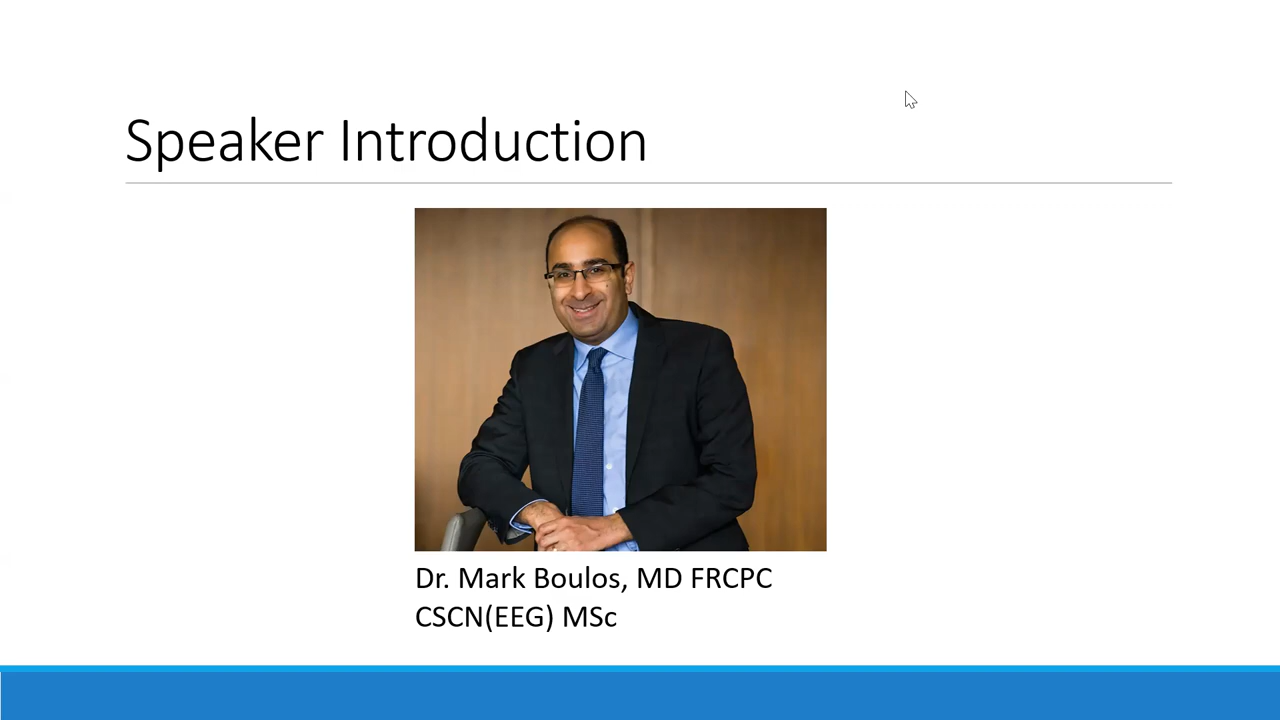 Speaker Introduction
Dr. Mark Boulos, MD FRCPC
CSCN(EEG) MSc